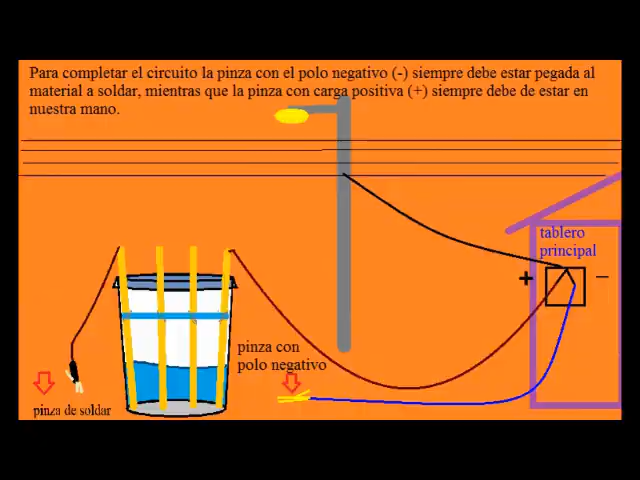 Para completar el circuito la pinza con el polo negativo (-) siempre debe estar pegada al
material a soldar, mientras que la pinza con carga positiva (+) siempre debe de estar en
nuestra mano.
tablero
principal
+ −
pinza con
polo negativo
pinza de soldar